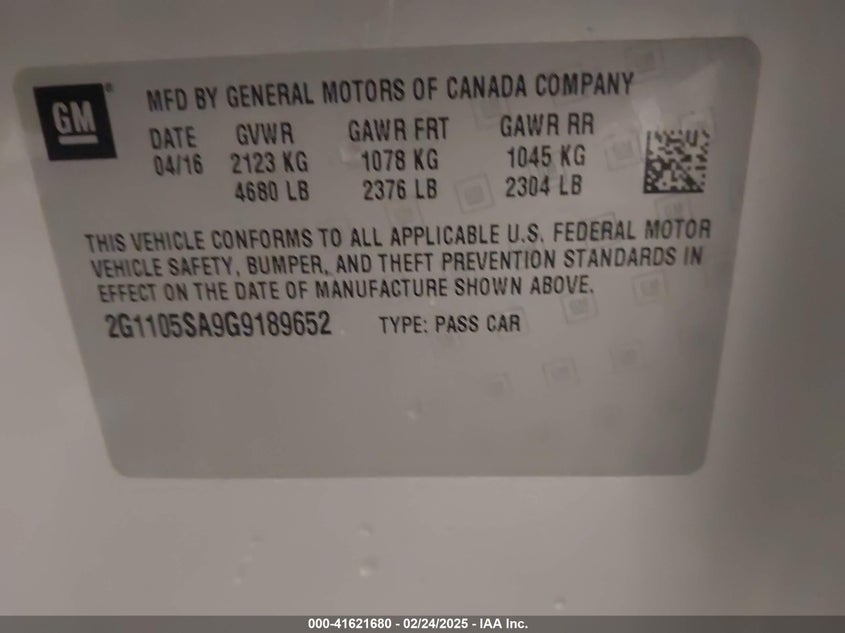 GM
MFD BY GENERAL MOTORS OF CANADA COMPANY
DATE GVWR GAWR FRT GAWR RR
04/16 2123 KG 1078 KG 1045 KG
4680 LB 2376 LB 2304 LB
THIS VEHICLE CONFORMS TO ALL APPLICABLE U.S. FEDERAL MOTOR
VEHICLE SAFETY, BUMPER, AND THEFT PREVENTION STANDARDS IN
EFFECT ON THE DATE OF MANUFACTURE SHOWN ABOVE.
2G1105SA9G9189652 TYPE: PASS CAR
000-41621680 - 02/24/2025 - IAA Inc.